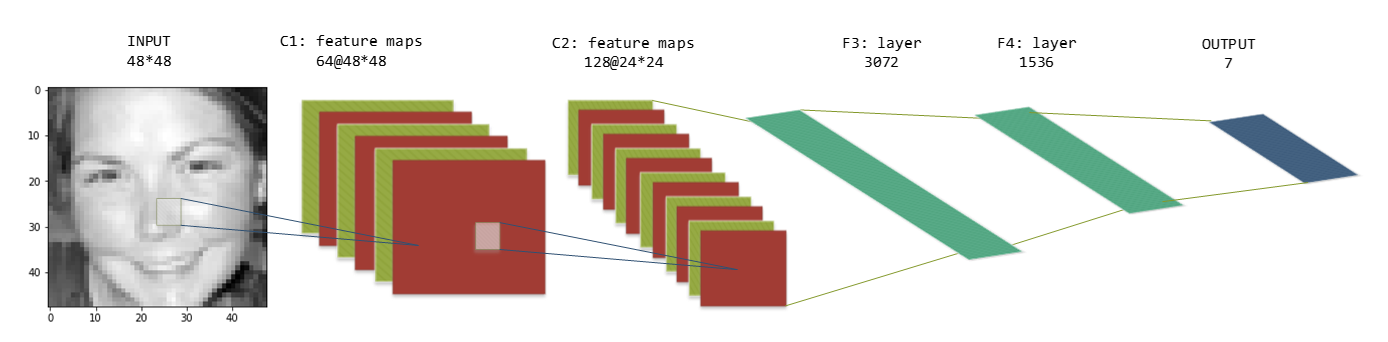 INPUT
48*48
C1: feature maps
64@48*48
C2: feature maps
128@24*24
F3: layer
3072
F4: layer
1536
OUTPUT
7
0
10
20
30
40
0 10 20 30 40